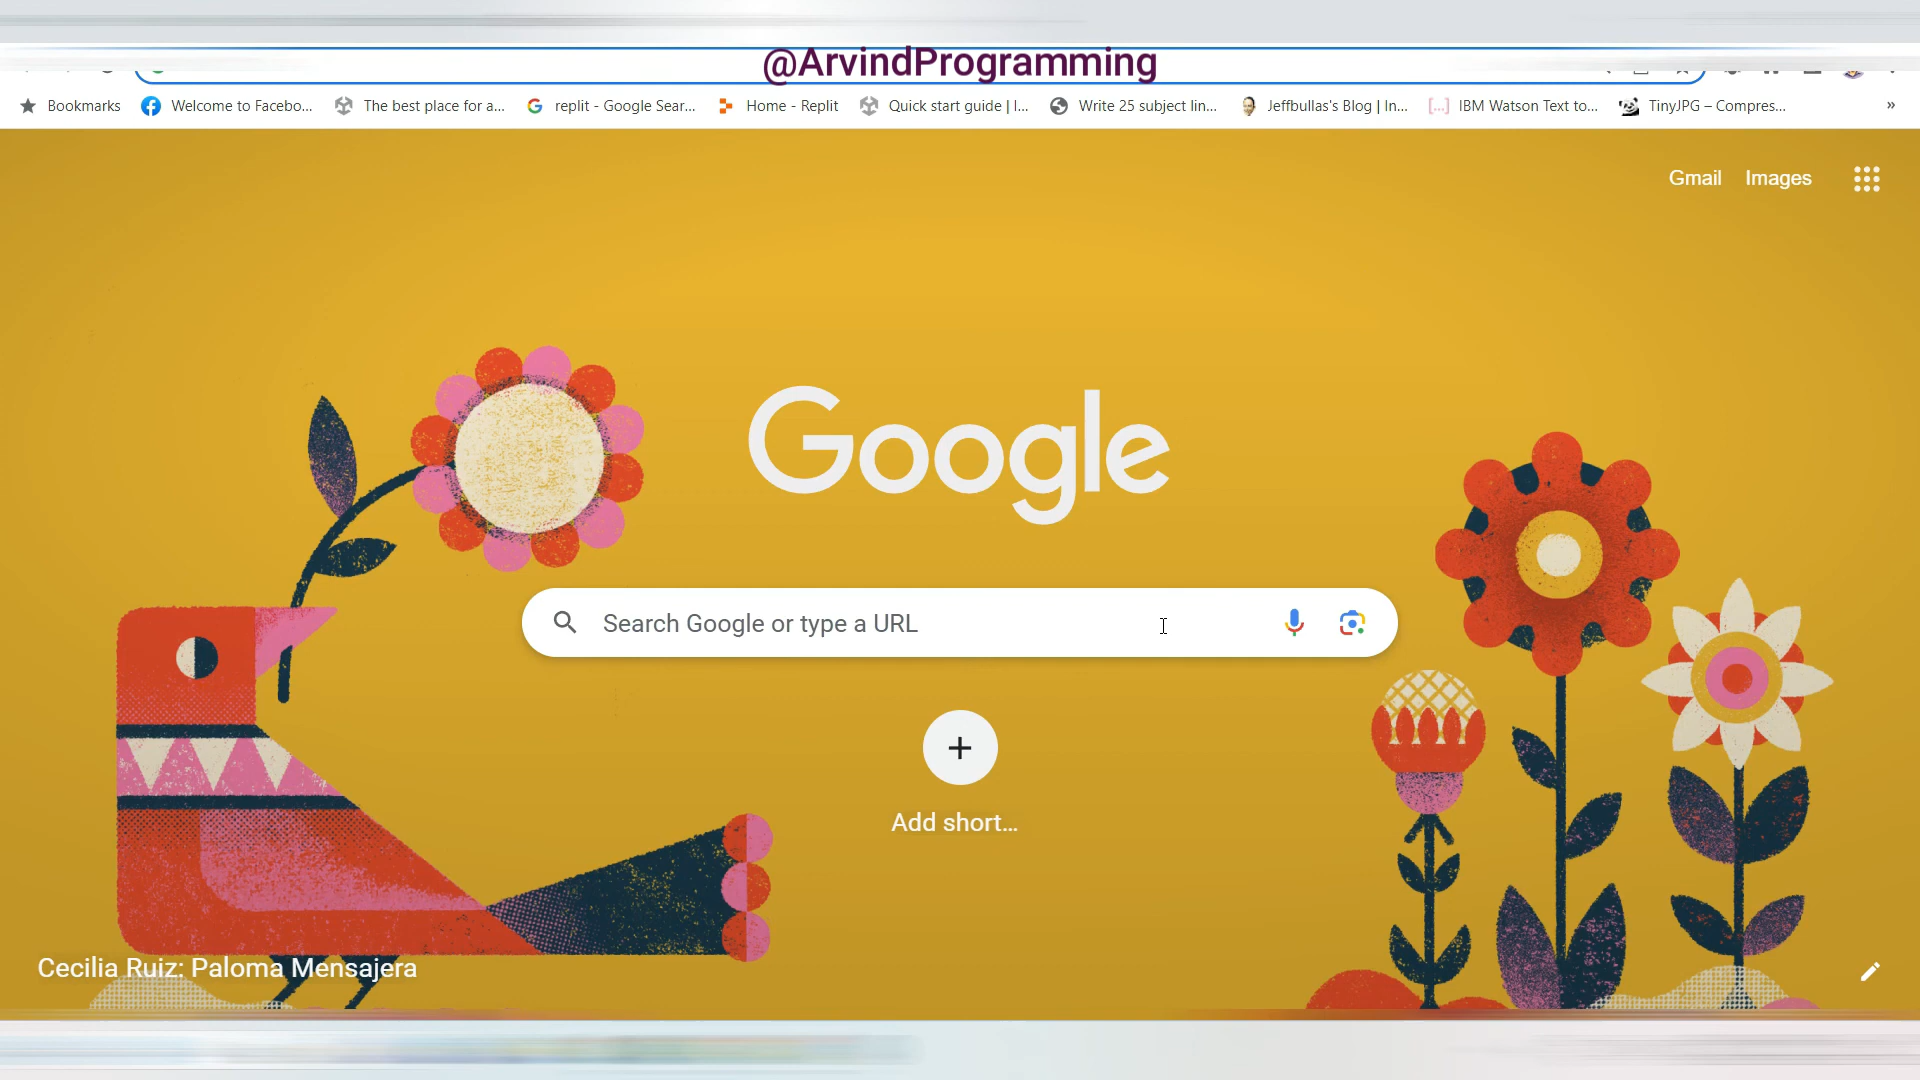 @ArvindProgramming
Bookmarks Welcome to Facebo... The best place for a... replit - Google Sear... Home - Replit Quick start guide | I... Write 25 subject lin... Jeffbullas's Blog | In... IBM Watson Text to... TinyJPG – Compres... »
Gmail Images
Google
Search Google or type a URL
Add short...
Cecilia Ruiz: Paloma Mensajera